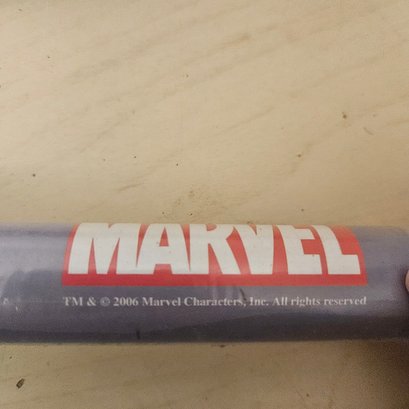 MARVEL
TM & © 2006 Marvel Characters, Inc. All rights reserved